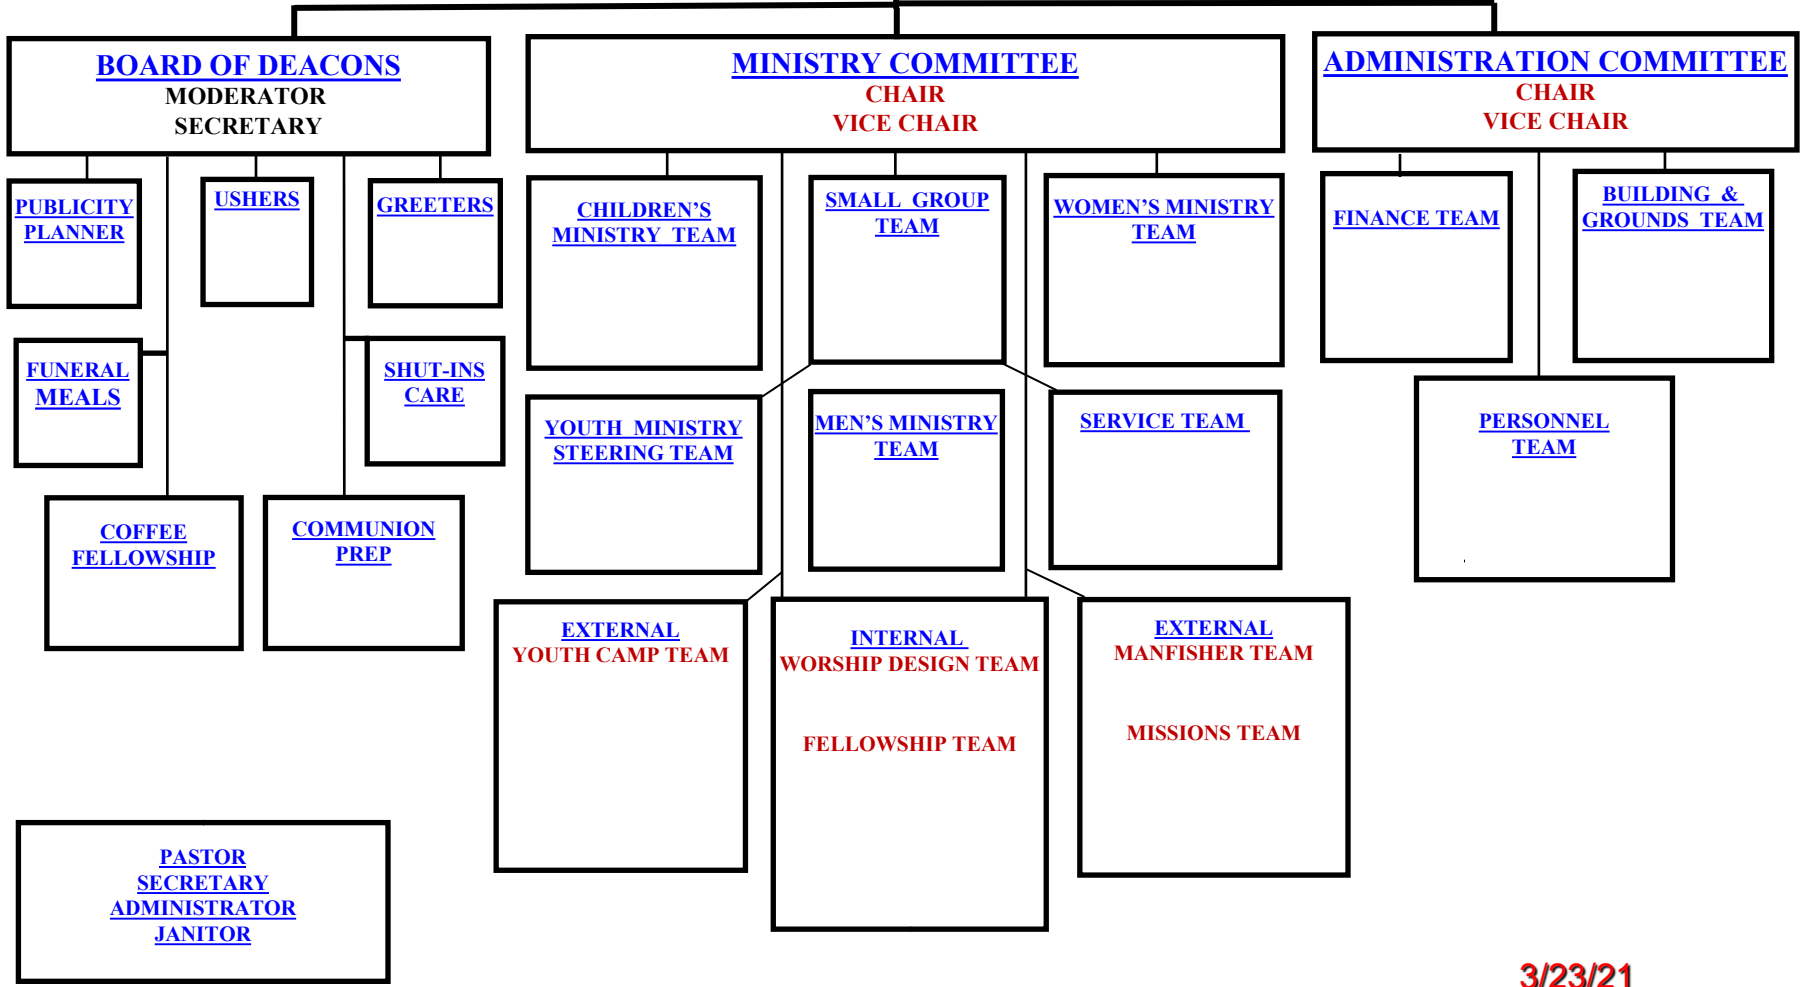 BOARD OF DEACONS
MODERATOR
SECRETARY
MINISTRY COMMITTEE
CHAIR
VICE CHAIR
ADMINISTRATION COMMITTEE
CHAIR
VICE CHAIR
PUBLICITY
PLANNER
USHERS
GREETERS
CHILDREN'S
MINISTRY TEAM
SMALL GROUP
TEAM
WOMEN'S MINISTRY
TEAM
FINANCE TEAM
BUILDING &
GROUNDS TEAM
FUNERAL
MEALS
SHUT-INS
CARE
YOUTH MINISTRY
STEERING TEAM
MEN'S MINISTRY
TEAM
SERVICE TEAM
PERSONNEL
TEAM
COFFEE
FELLOWSHIP
COMMUNION
PREP
EXTERNAL
YOUTH CAMP TEAM
INTERNAL
WORSHIP DESIGN TEAM
FELLOWSHIP TEAM
EXTERNAL
MANFISHER TEAM
MISSIONS TEAM
PASTOR
SECRETARY
ADMINISTRATOR
JANITOR
3/23/21